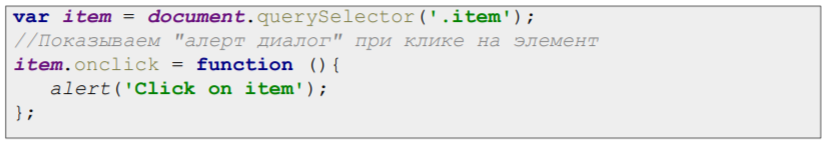 var item = document.querySelector('.item');
//Показываем "алерт диалог" при клике на элемент
item.onclick = function (){
   alert('Click on item');
};